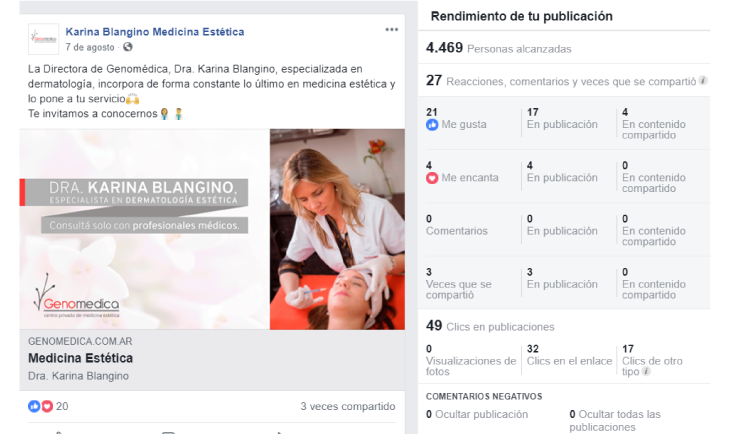 Karina Blangino Medicina Estética
7 de agosto ·
La Directora de Genomédica, Dra. Karina Blangino, especializada en
dermatología, incorpora de forma constante lo último en medicina estética y
lo pone a tu servicio
Te invitamos a conocernos
DRA. KARINA BLANGINO,
ESPECIALISTA EN DERMATOLOGÍA ESTÉTICA
Consultá solo con profesionales médicos.
Genomedica
centro privado de medicina estética
GENOMEDICA.COM.AR
Medicina Estética
Dra. Karina Blangino
20
3 veces compartido
Rendimiento de tu publicación
4.469 Personas alcanzadas
27 Reacciones, comentarios y veces que se compartió
21
Me gusta
17
En publicación
4
En contenido
compartido
4
Me encanta
4
En publicación
0
En contenido
compartido
0
Comentarios
0
En publicación
0
En contenido
compartido
3
Veces que se
compartió
3
En publicación
0
En contenido
compartido
49 Clics en publicaciones
0
Visualizaciones de
fotos
32
Clics en el enlace
17
Clics de otro
tipo
COMENTARIOS NEGATIVOS
0 Ocultar publicación
0 Ocultar todas las
publicaciones